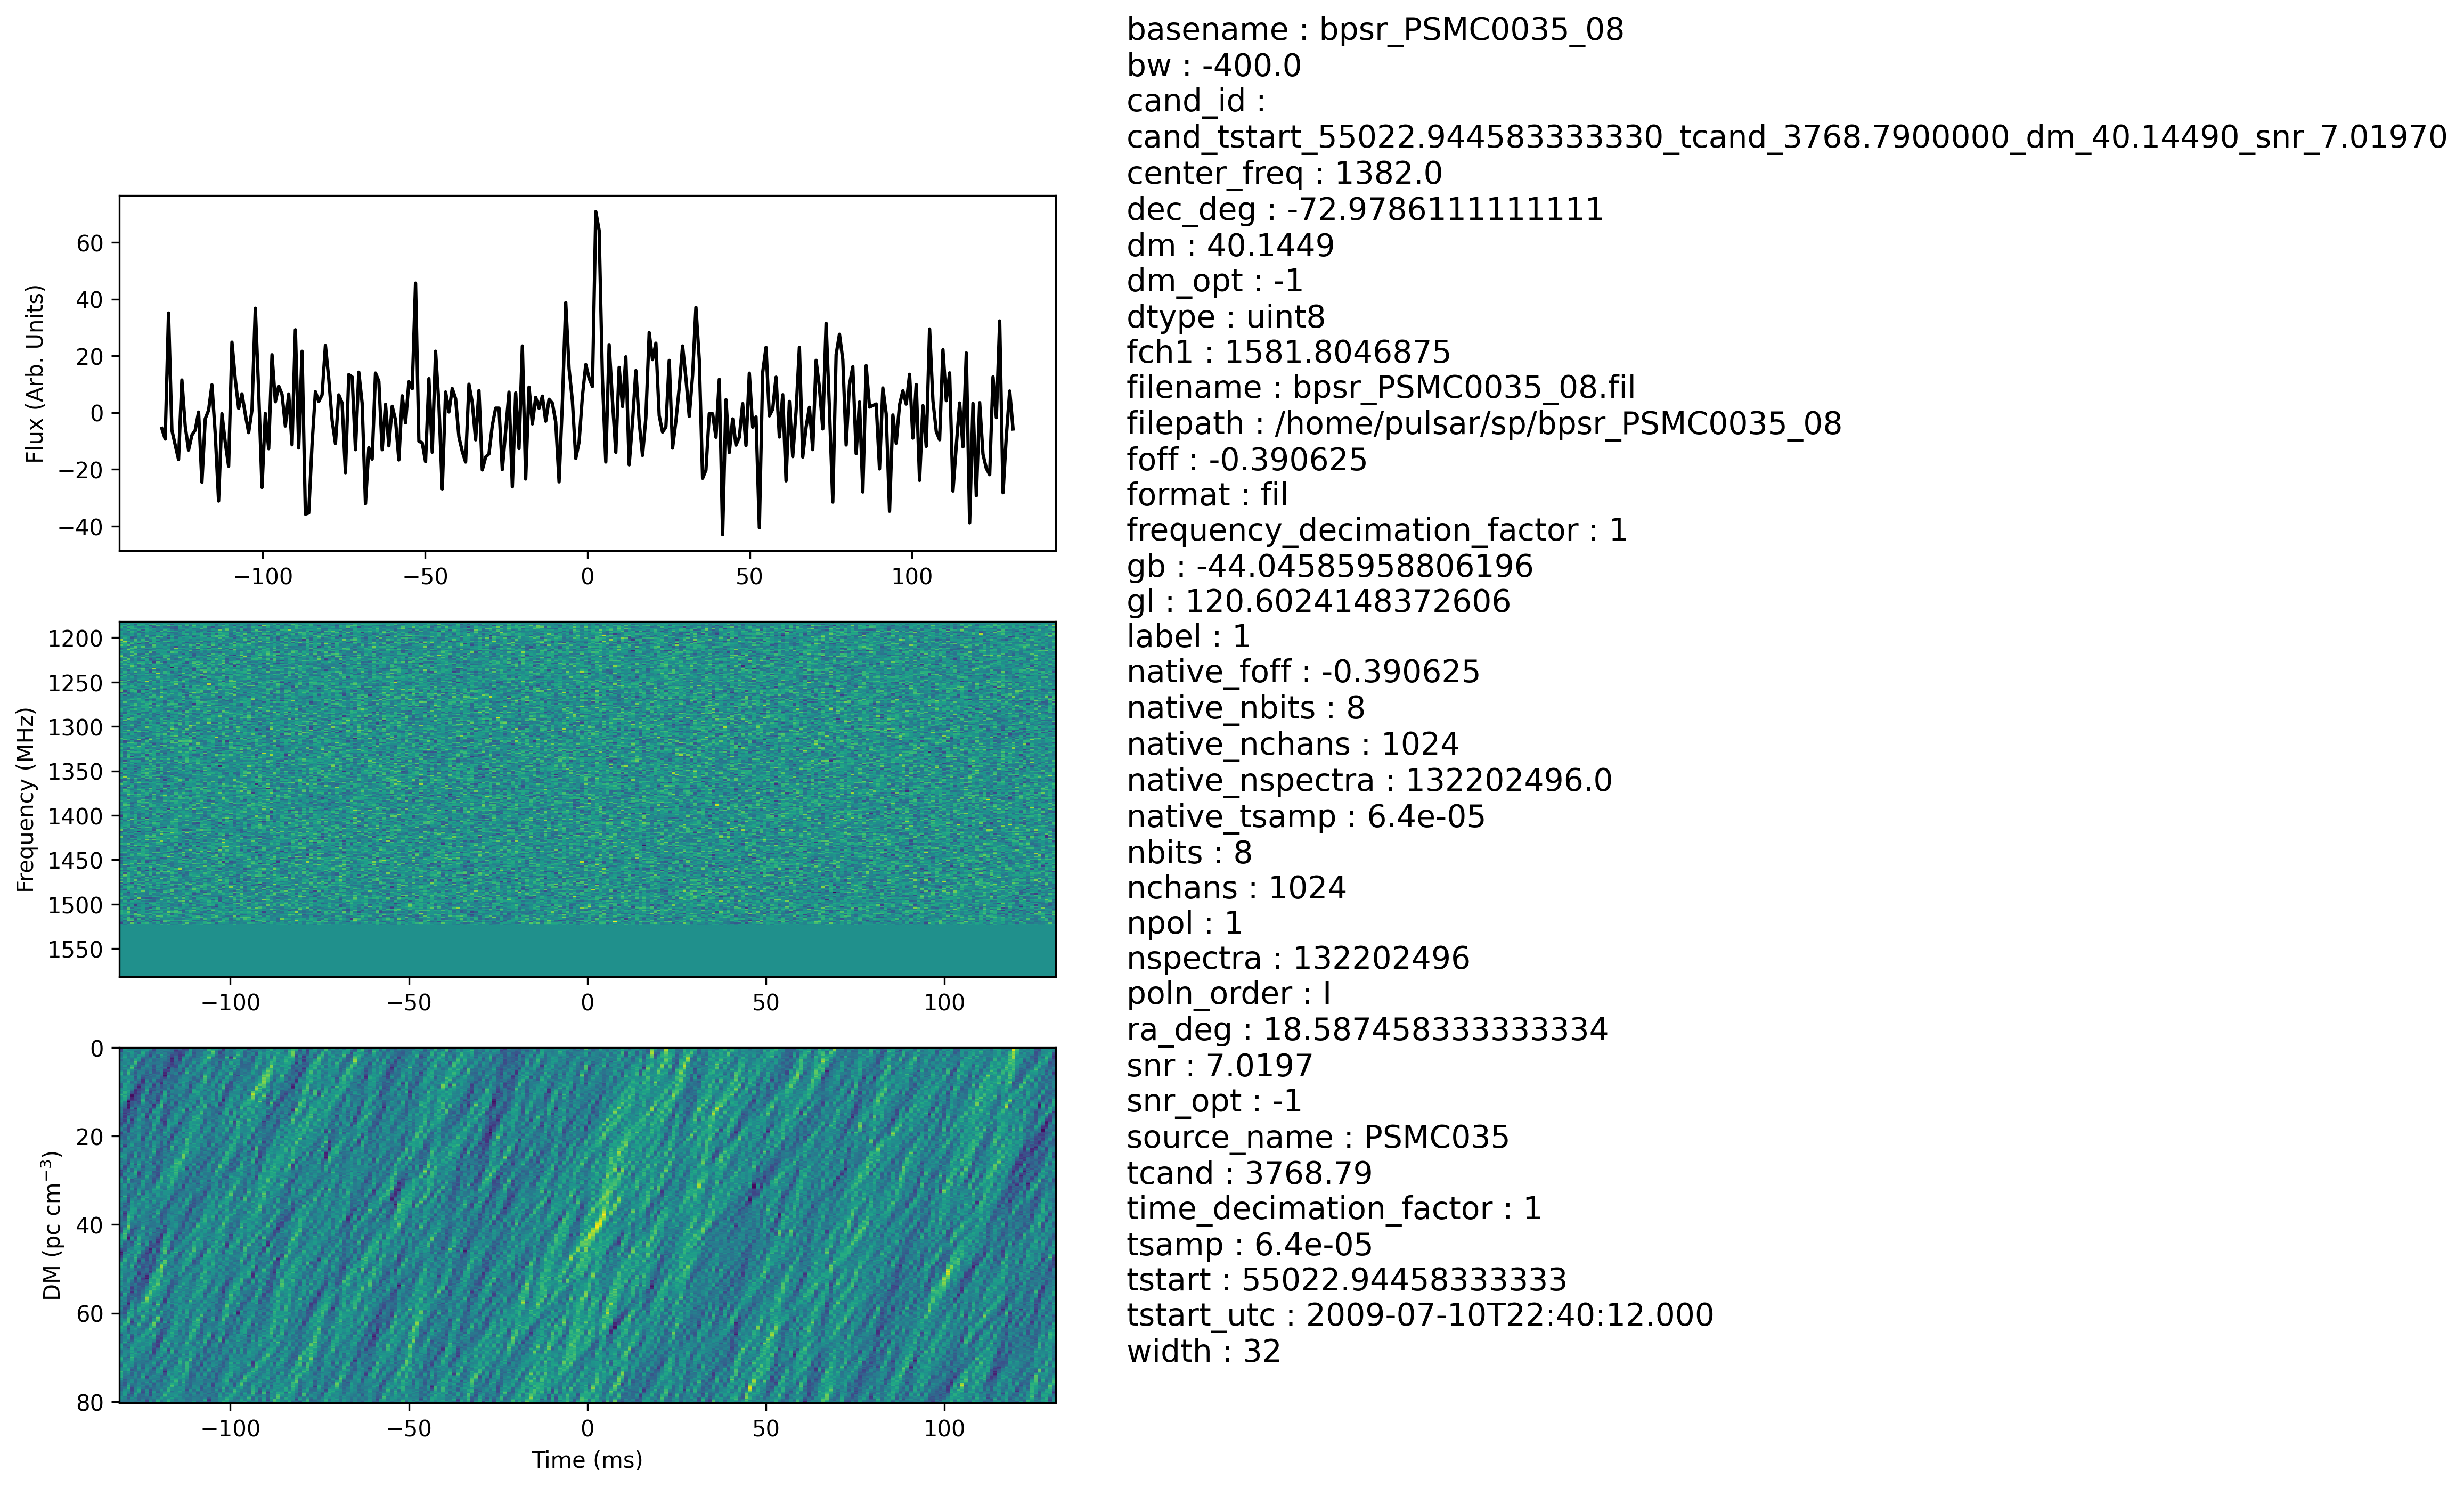 basename : bpsr_PSMC0035_08
bw : -400.0
cand_id :
cand_tstart_55022.944583333330_tcand_3768.7900000_dm_40.14490_snr_7.01970
center_freq : 1382.0
dec_deg : -72.9786111111111
dm : 40.1449
dm_opt : -1
dtype : uint8
fch1 : 1581.8046875
filename : bpsr_PSMC0035_08.fil
filepath : /home/pulsar/sp/bpsr_PSMC0035_08
foff : -0.390625
format : fil
frequency_decimation_factor : 1
gb : -44.04585958806196
gl : 120.6024148372606
label : 1
native_foff : -0.390625
native_nbits : 8
native_nchans : 1024
native_nspectra : 132202496.0
native_tsamp : 6.4e-05
nbits : 8
nchans : 1024
npol : 1
nspectra : 132202496
poln_order : I
ra_deg : 18.587458333333334
snr : 7.0197
snr_opt : -1
source_name : PSMC035
tcand : 3768.79
time_decimation_factor : 1
tsamp : 6.4e-05
tstart : 55022.94458333333
tstart_utc : 2009-07-10T22:40:12.000
width : 32
Flux (Arb. Units)
60
40
20
0
−20
−40
−100 −50 0 50 100
Frequency (MHz)
1200
1250
1300
1350
1400
1450
1500
1550
−100 −50 0 50 100
DM (pc cm⁻³)
0
20
40
60
80
−100 −50 0 50 100
Time (ms)